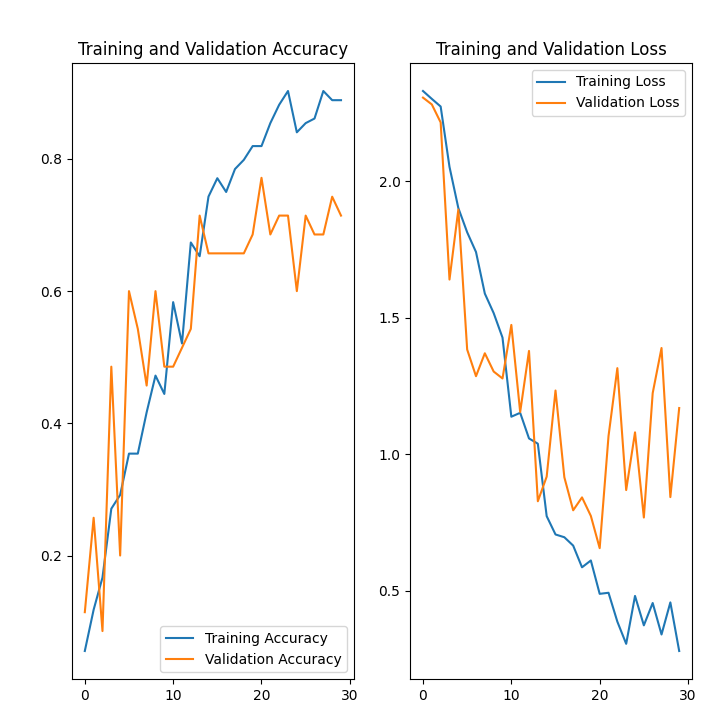 Training and Validation Accuracy
0.8
0.6
0.4
0.2
0
10
20
30
Training Accuracy
Validation Accuracy
Training and Validation Loss
2.0
1.5
1.0
0.5
0
10
20
30
Training Loss
Validation Loss